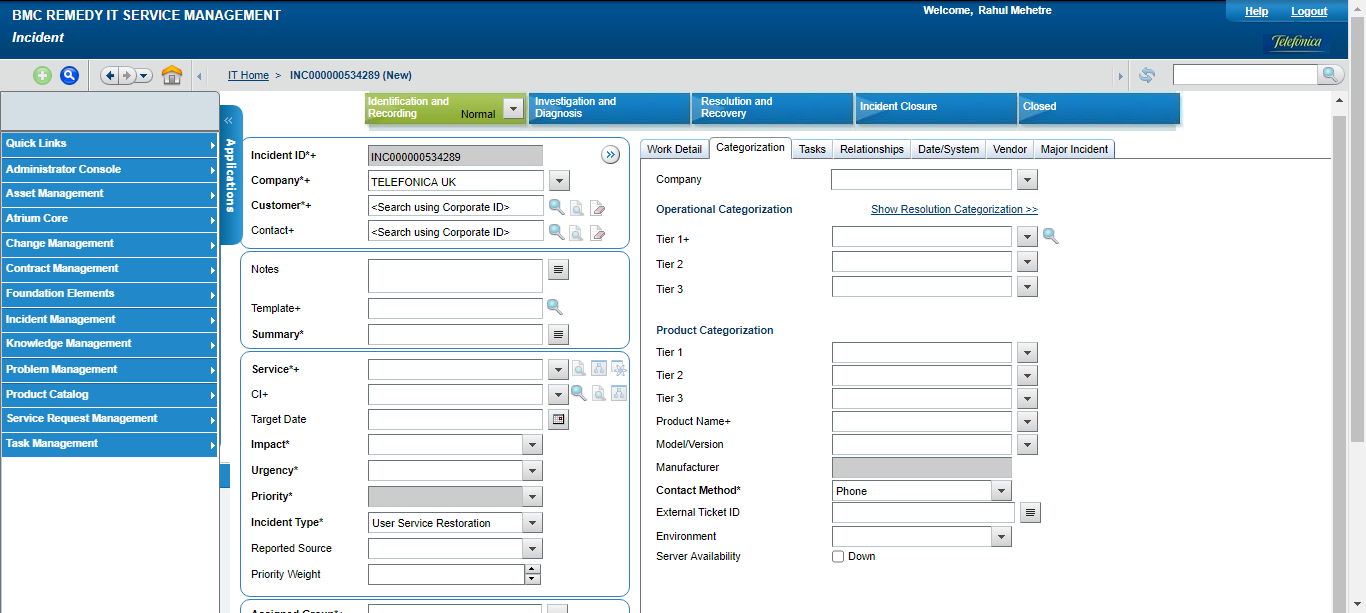 BMC REMEDY IT SERVICE MANAGEMENT
Welcome, Rahul Mehetre
Help Logout
Incident
Telefónica
IT Home > INC000000534289 (New)
Identification and Recording
Normal
Investigation and Diagnosis
Resolution and Recovery
Incident Closure
Closed
Quick Links
Administrator Console
Asset Management
Atrium Core
Change Management
Contract Management
Foundation Elements
Incident Management
Knowledge Management
Problem Management
Product Catalog
Service Request Management
Task Management
Applications
Incident ID*+ INC000000534289
Company*+ TELEFONICA UK
Customer*+ <Search using Corporate ID>
Contact+ <Search using Corporate ID>
Notes
Template+
Summary*
Service*+
CI+
Target Date
Impact*
Urgency*
Priority*
Incident Type* User Service Restoration
Reported Source
Priority Weight
Assigned Group*+
Work Detail Categorization Tasks Relationships Date/System Vendor Major Incident
Company
Operational Categorization Show Resolution Categorization >>
Tier 1+
Tier 2
Tier 3
Product Categorization
Tier 1
Tier 2
Tier 3
Product Name+
Model/Version
Manufacturer
Contact Method* Phone
External Ticket ID
Environment
Server Availability Down